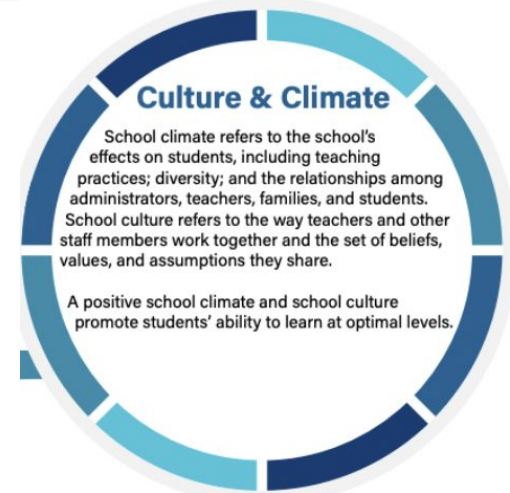 Culture & Climate
School climate refers to the school's
effects on students, including teaching
practices; diversity; and the relationships among
administrators, teachers, families, and students.
School culture refers to the way teachers and other
staff members work together and the set of beliefs,
values, and assumptions they share.
A positive school climate and school culture
promote students' ability to learn at optimal levels.